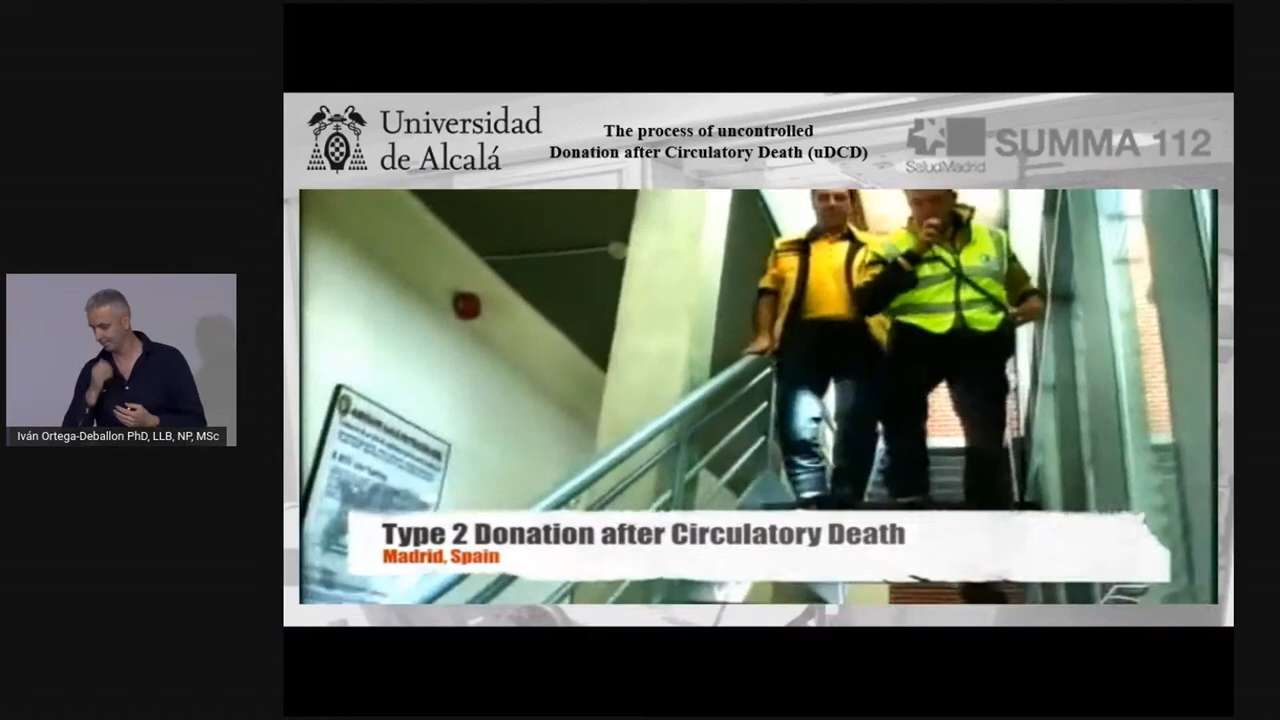 Universidad
de Alcalá
The process of uncontrolled
Donation after Circulatory Death (uDCD)
SaludMadrid
SUMMA 112
Type 2 Donation after Circulatory Death
Madrid, Spain
Iván Ortega-Deballon PhD, LLB, NP, MSc